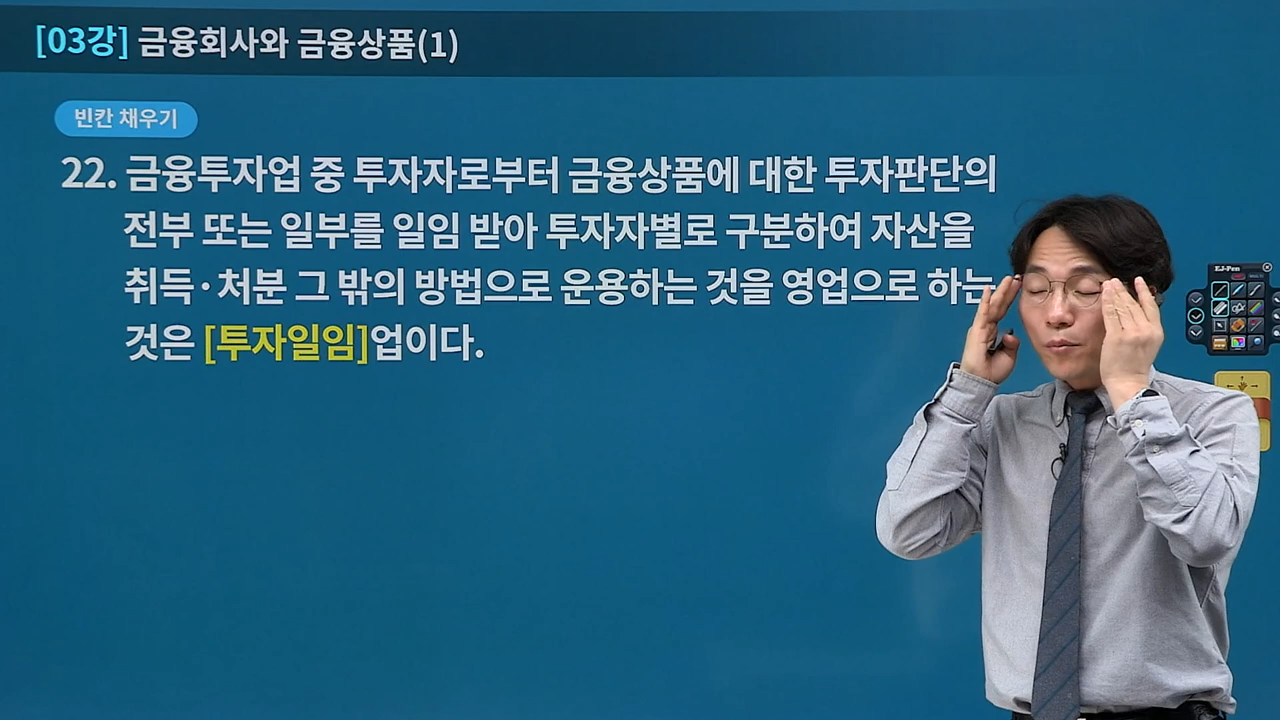 [03강] 금융회사와 금융상품(1)
빈칸 채우기
22. 금융투자업 중 투자자로부터 금융상품에 대한 투자판단의
전부 또는 일부를 일임 받아 투자자별로 구분하여 자산을
취득·처분 그 밖의 방법으로 운용하는 것을 영업으로 하는
것은 [투자일임]업이다.
EJ-Pen